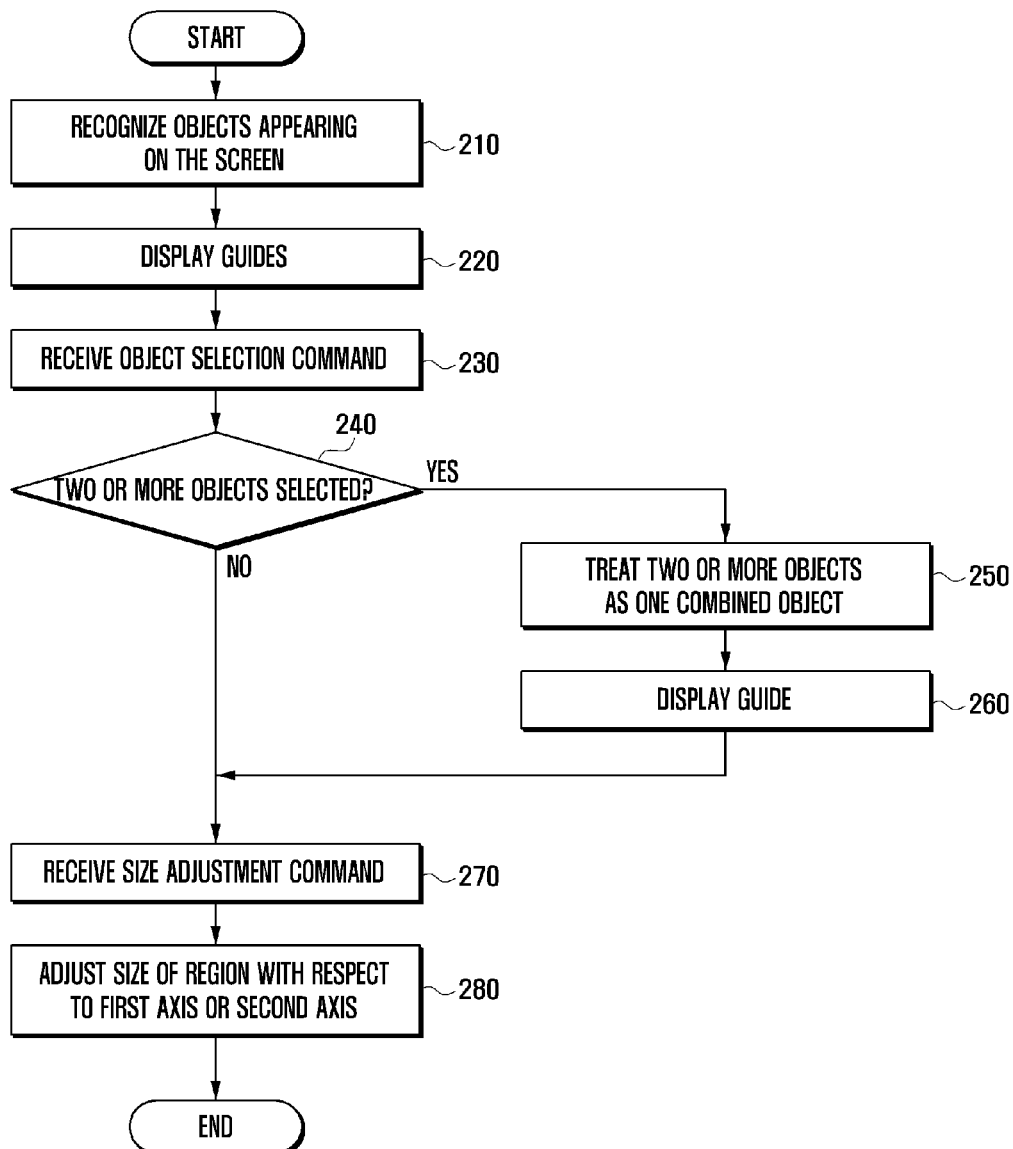 START
RECOGNIZE OBJECTS APPEARING
ON THE SCREEN
210
DISPLAY GUIDES
220
RECEIVE OBJECT SELECTION COMMAND
230
240
TWO OR MORE OBJECTS SELECTED?
YES
NO
TREAT TWO OR MORE OBJECTS
AS ONE COMBINED OBJECT
250
DISPLAY GUIDE
260
RECEIVE SIZE ADJUSTMENT COMMAND
270
ADJUST SIZE OF REGION WITH RESPECT
TO FIRST AXIS OR SECOND AXIS
280
END